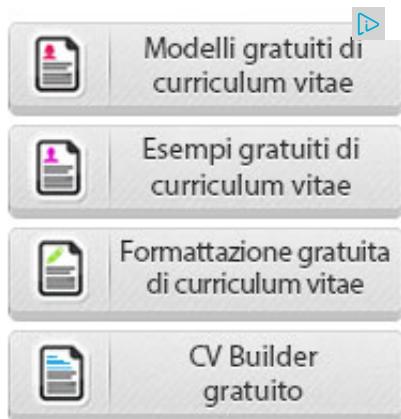 Modelli gratuiti di
curriculum vitae
Esempi gratuiti di
curriculum vitae
Formattazione gratuita
di curriculum vitae
CV Builder
gratuito